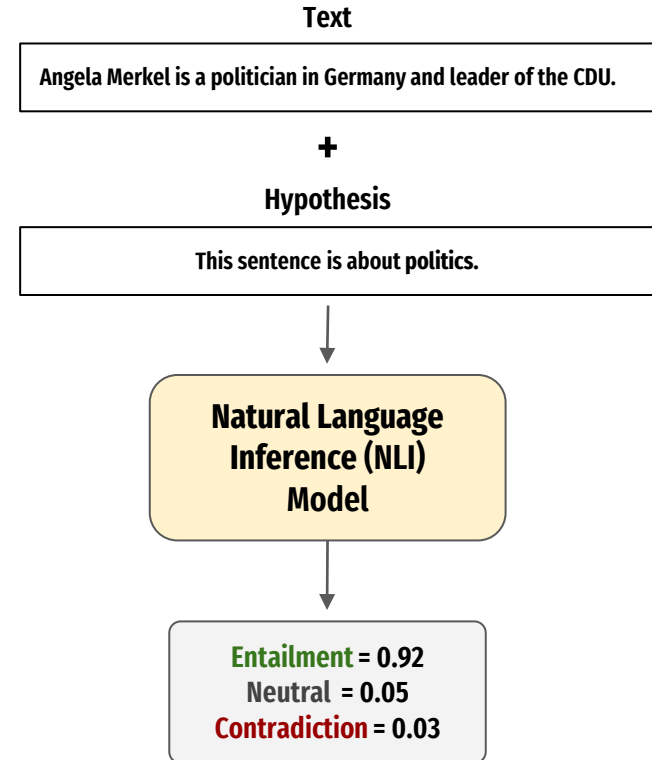 Text
Angela Merkel is a politician in Germany and leader of the CDU.
+
Hypothesis
This sentence is about politics.
Natural Language
Inference (NLI)
Model
Entailment = 0.92
Neutral = 0.05
Contradiction = 0.03